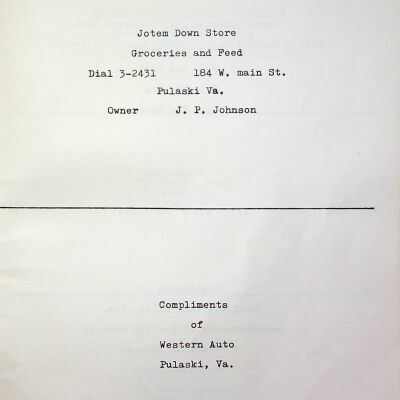 Jotem Down Store
Groceries and Feed
Dial 3-2431 184 W. main St.
Pulaski Va.
Owner J. P. Johnson
Compliments
of
Western Auto
Pulaski, Va.